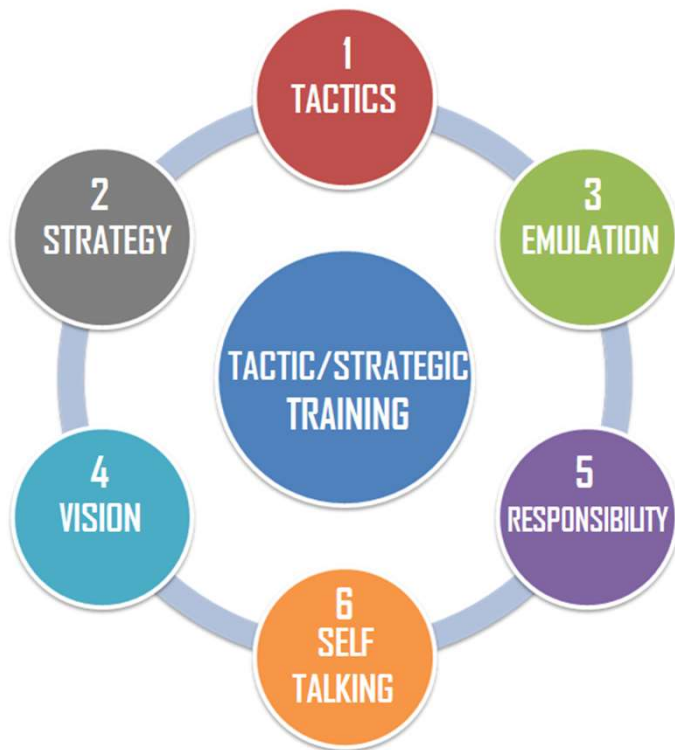 1
TACTICS
2
STRATEGY
3
EMULATION
TACTIC/STRATEGIC
TRAINING
4
VISION
5
RESPONSIBILITY
6
SELF
TALKING